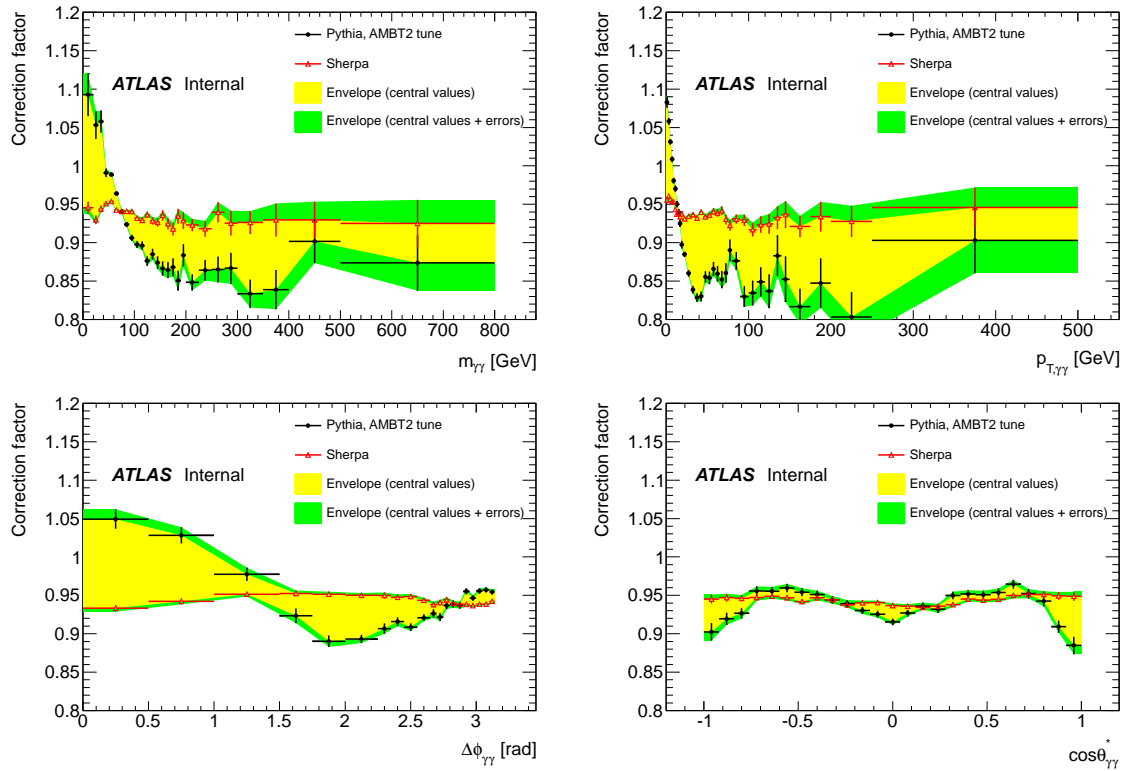 Correction factor
1.2
1.15
1.1
1.05
1
0.95
0.9
0.85
0.8
ATLAS Internal
Pythia, AMBT2 tune
Sherpa
Envelope (central values)
Envelope (central values + errors)
0 100 200 300 400 500 600 700 800
m_γγ [GeV]
Correction factor
1.2
1.15
1.1
1.05
1
0.95
0.9
0.85
0.8
ATLAS Internal
Pythia, AMBT2 tune
Sherpa
Envelope (central values)
Envelope (central values + errors)
0 100 200 300 400 500
p_T,γγ [GeV]
Correction factor
1.2
1.15
1.1
1.05
1
0.95
0.9
0.85
0.8
ATLAS Internal
Pythia, AMBT2 tune
Sherpa
Envelope (central values)
Envelope (central values + errors)
0 0.5 1 1.5 2 2.5 3
Δϕ_γγ [rad]
Correction factor
1.2
1.15
1.1
1.05
1
0.95
0.9
0.85
0.8
ATLAS Internal
Pythia, AMBT2 tune
Sherpa
Envelope (central values)
Envelope (central values + errors)
-1 -0.5 0 0.5 1
cosθ*_γγ